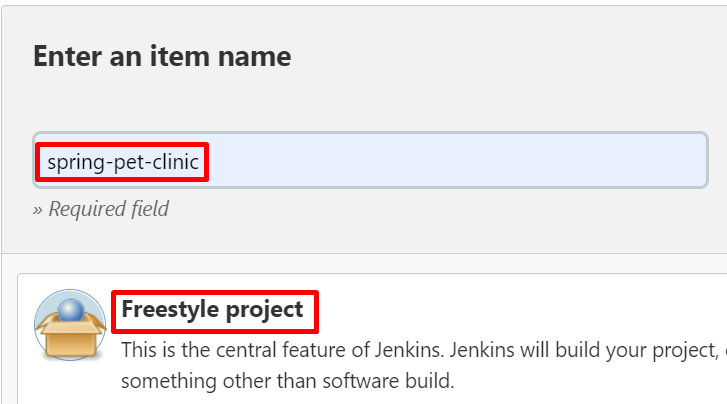 Enter an item name
spring-pet-clinic
» Required field
Freestyle project
This is the central feature of Jenkins. Jenkins will build your project,
something other than software build.